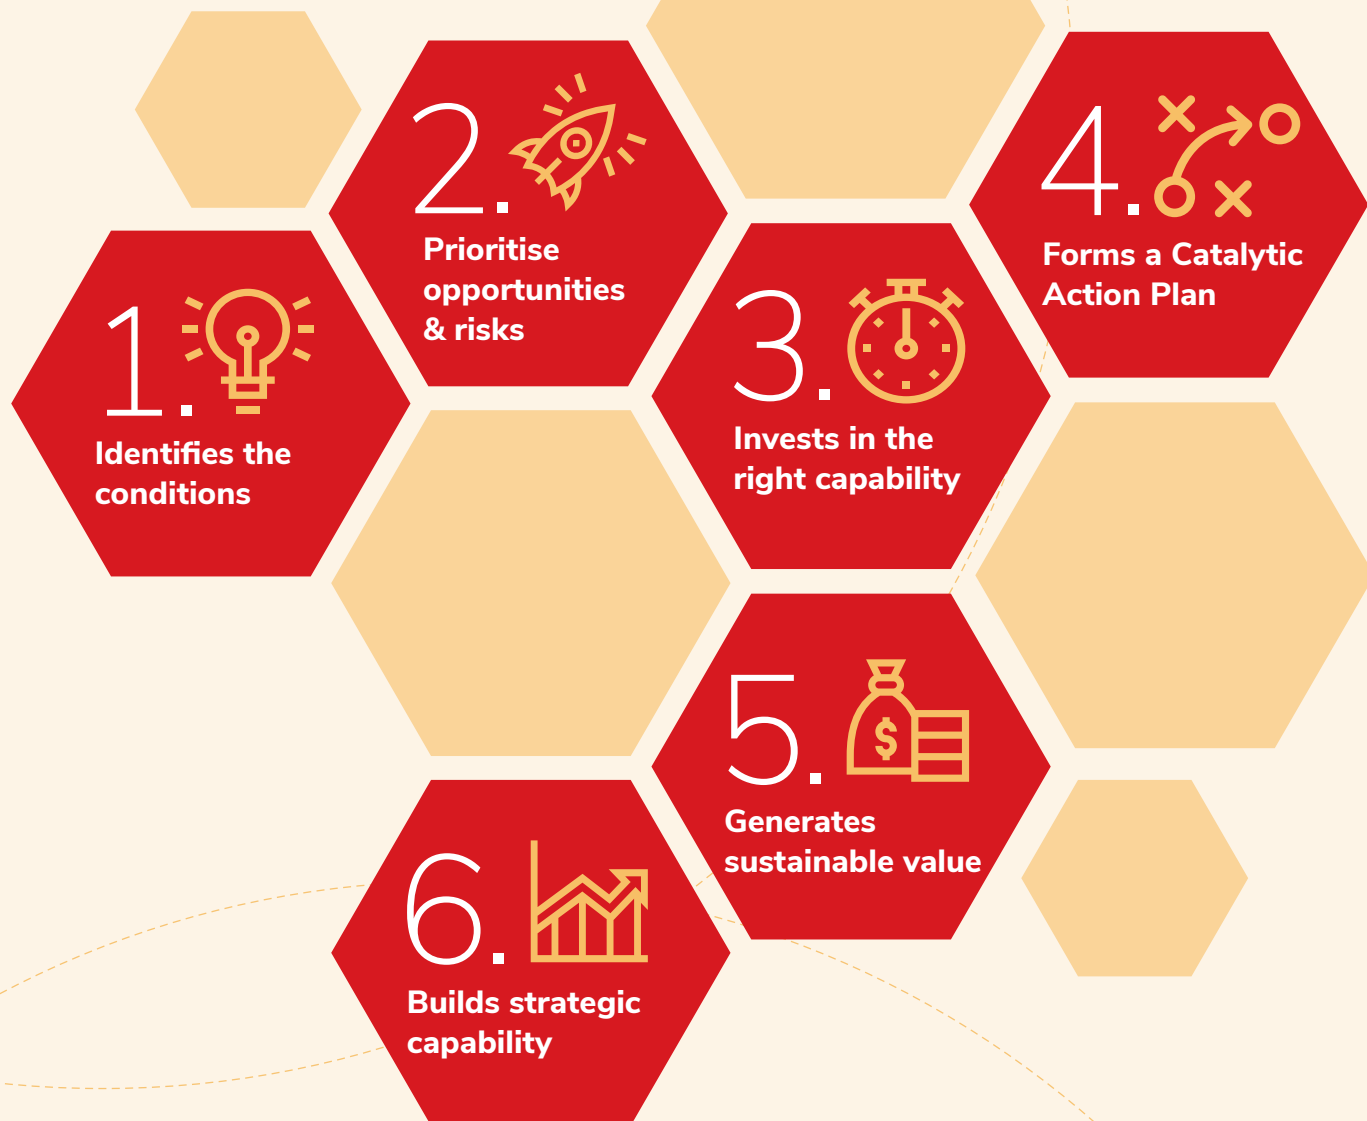 1.
Identifies the
conditions
2.
Prioritise
opportunities
& risks
3.
Invests in the
right capability
4.
Forms a Catalytic
Action Plan
5.
$
Generates
sustainable value
6.
Builds strategic
capability